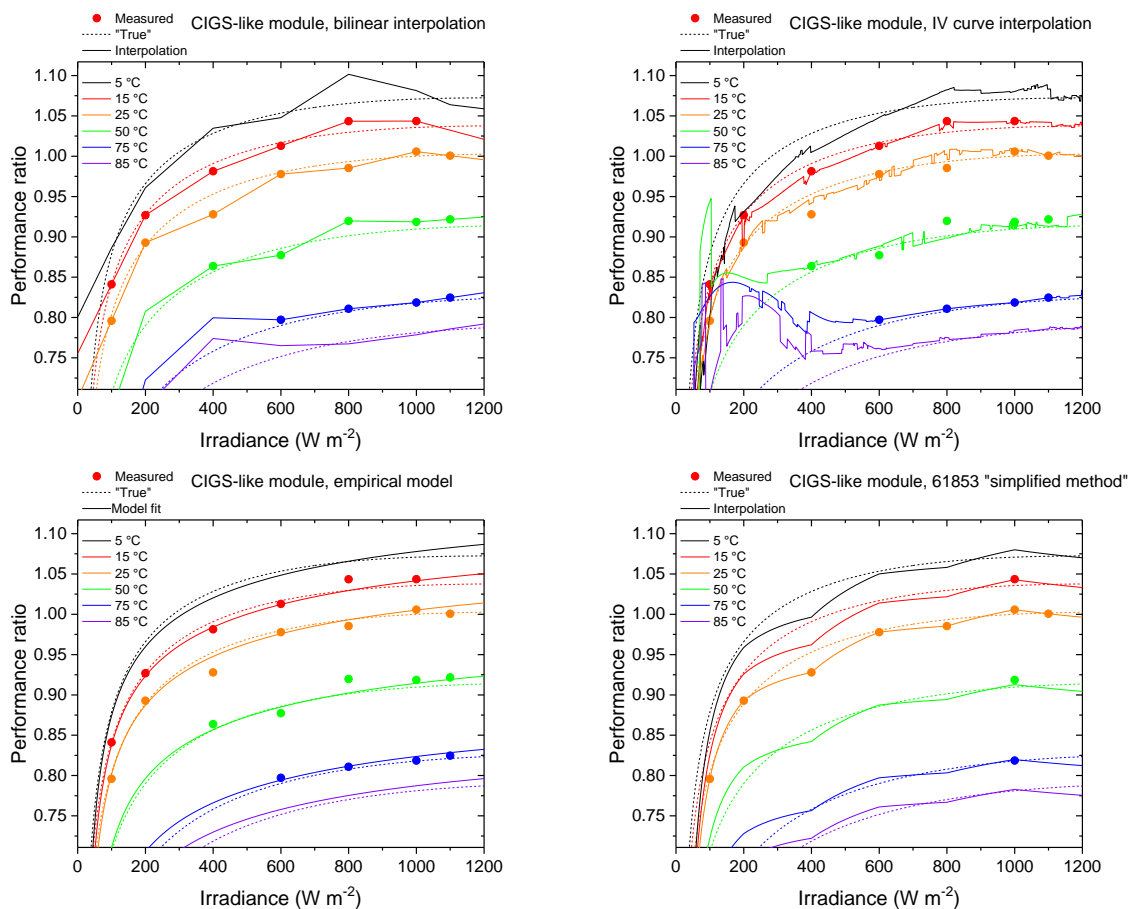 Measured
"True"
Interpolation
CIGS-like module, bilinear interpolation
5 °C
15 °C
25 °C
50 °C
75 °C
85 °C
1.10
1.05
1.00
0.95
0.90
0.85
0.80
0.75
Performance ratio
0 200 400 600 800 1000 1200
Irradiance (W m-2)
Measured
"True"
Interpolation
CIGS-like module, IV curve interpolation
5 °C
15 °C
25 °C
50 °C
75 °C
85 °C
1.10
1.05
1.00
0.95
0.90
0.85
0.80
0.75
Performance ratio
0 200 400 600 800 1000 1200
Irradiance (W m-2)
Measured
"True"
Model fit
CIGS-like module, empirical model
5 °C
15 °C
25 °C
50 °C
75 °C
85 °C
1.10
1.05
1.00
0.95
0.90
0.85
0.80
0.75
Performance ratio
0 200 400 600 800 1000 1200
Irradiance (W m-2)
Measured
"True"
Interpolation
CIGS-like module, 61853 "simplified method"
5 °C
15 °C
25 °C
50 °C
75 °C
85 °C
1.10
1.05
1.00
0.95
0.90
0.85
0.80
0.75
Performance ratio
0 200 400 600 800 1000 1200
Irradiance (W m-2)